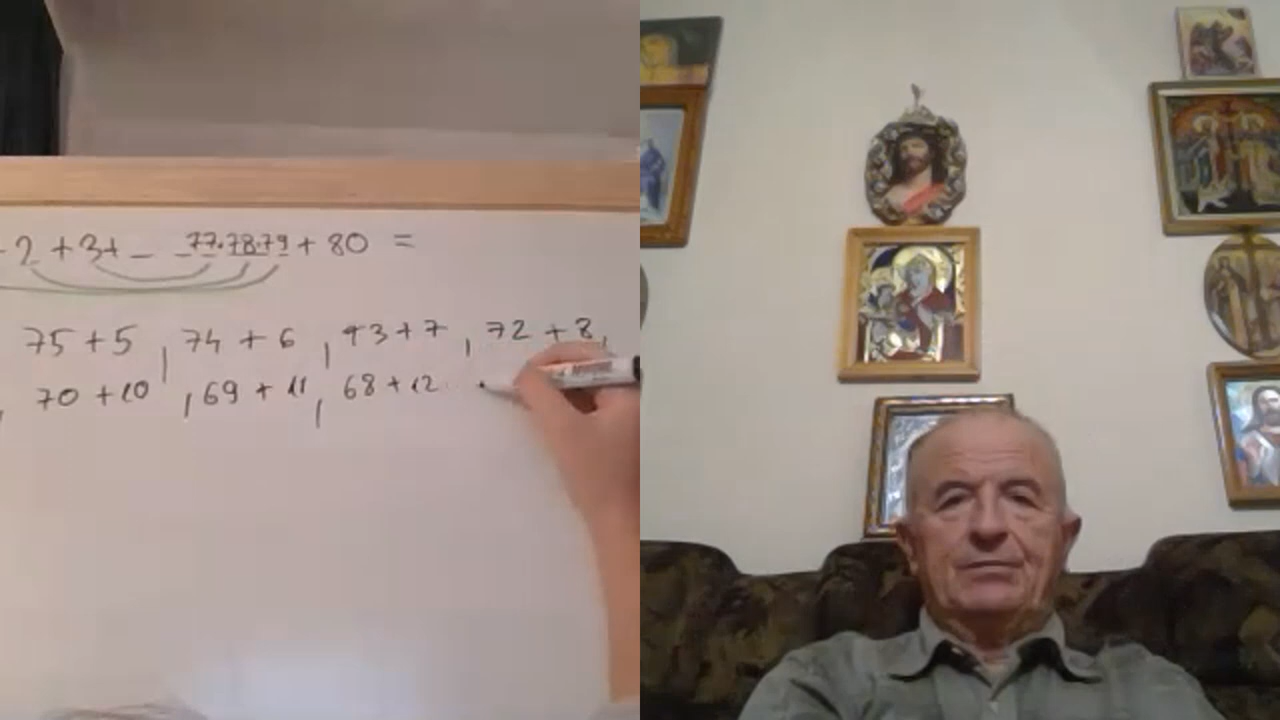 2 + 3 + _ _ 77.78.79 + 80 =
75 + 5 , 74 + 6 , 73 + 7 , 72 + 8 ,
, 70 + 10 , 69 + 11 , 68 + 12